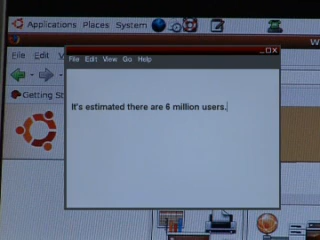 Applications Places System
W
File Edit V
File Edit View Go Help
Getting St
It's estimated there are 6 million users.